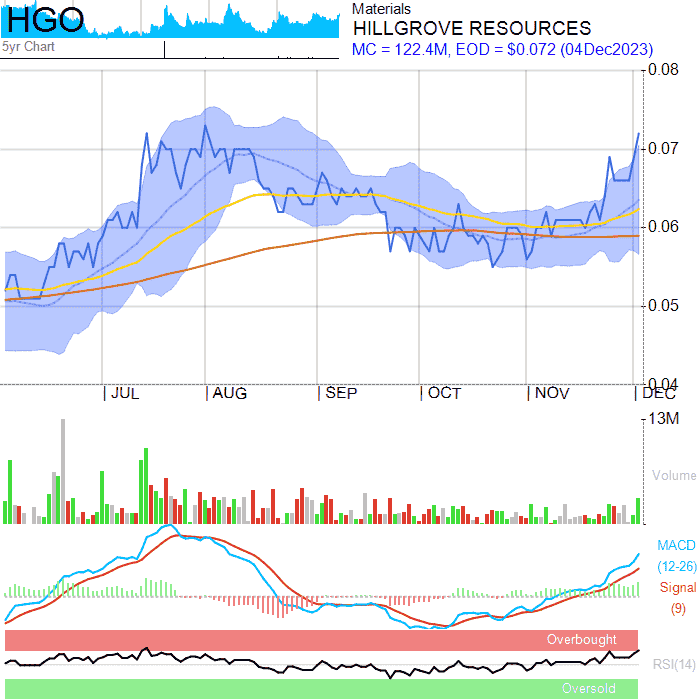 HGO
5yr Chart
Materials
HILLGROVE RESOURCES
MC = 122.4M, EOD = $0.072 (04Dec2023)
0.08
0.07
0.06
0.05
0.04
JUL
AUG
SEP
OCT
NOV
DEC
13M
Volume
MACD
(12-26)
Signal
(9)
Overbought
RSI(14)
Oversold